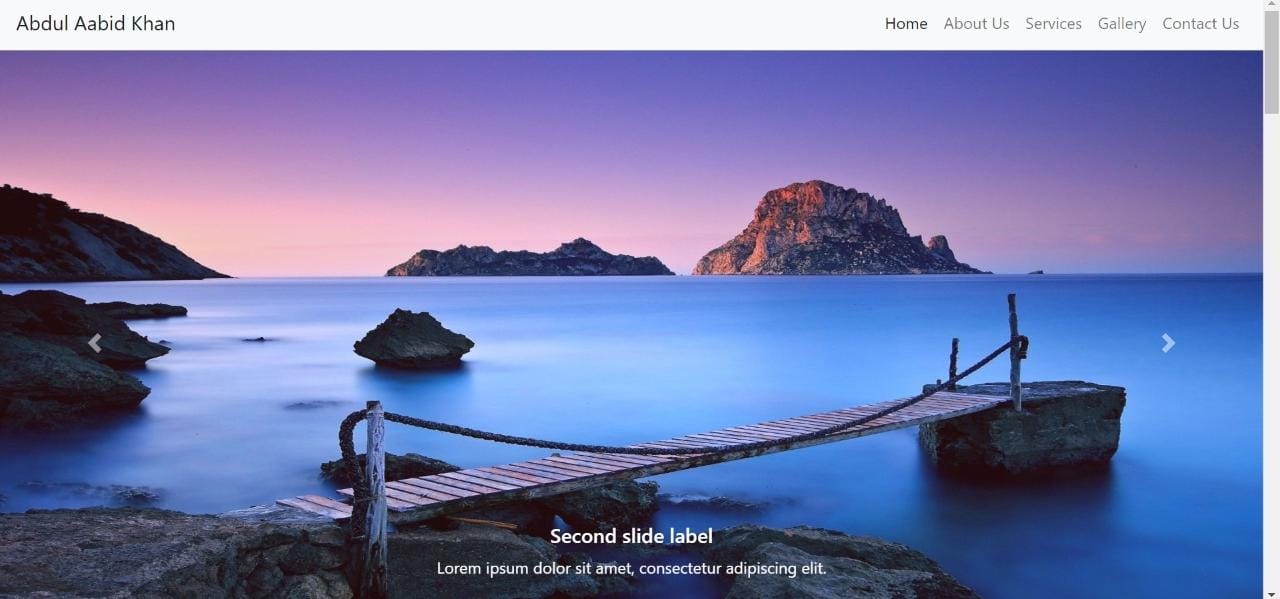 Abdul Aabid Khan
Home About Us Services Gallery Contact Us
Second slide label
Lorem ipsum dolor sit amet, consectetur adipiscing elit.